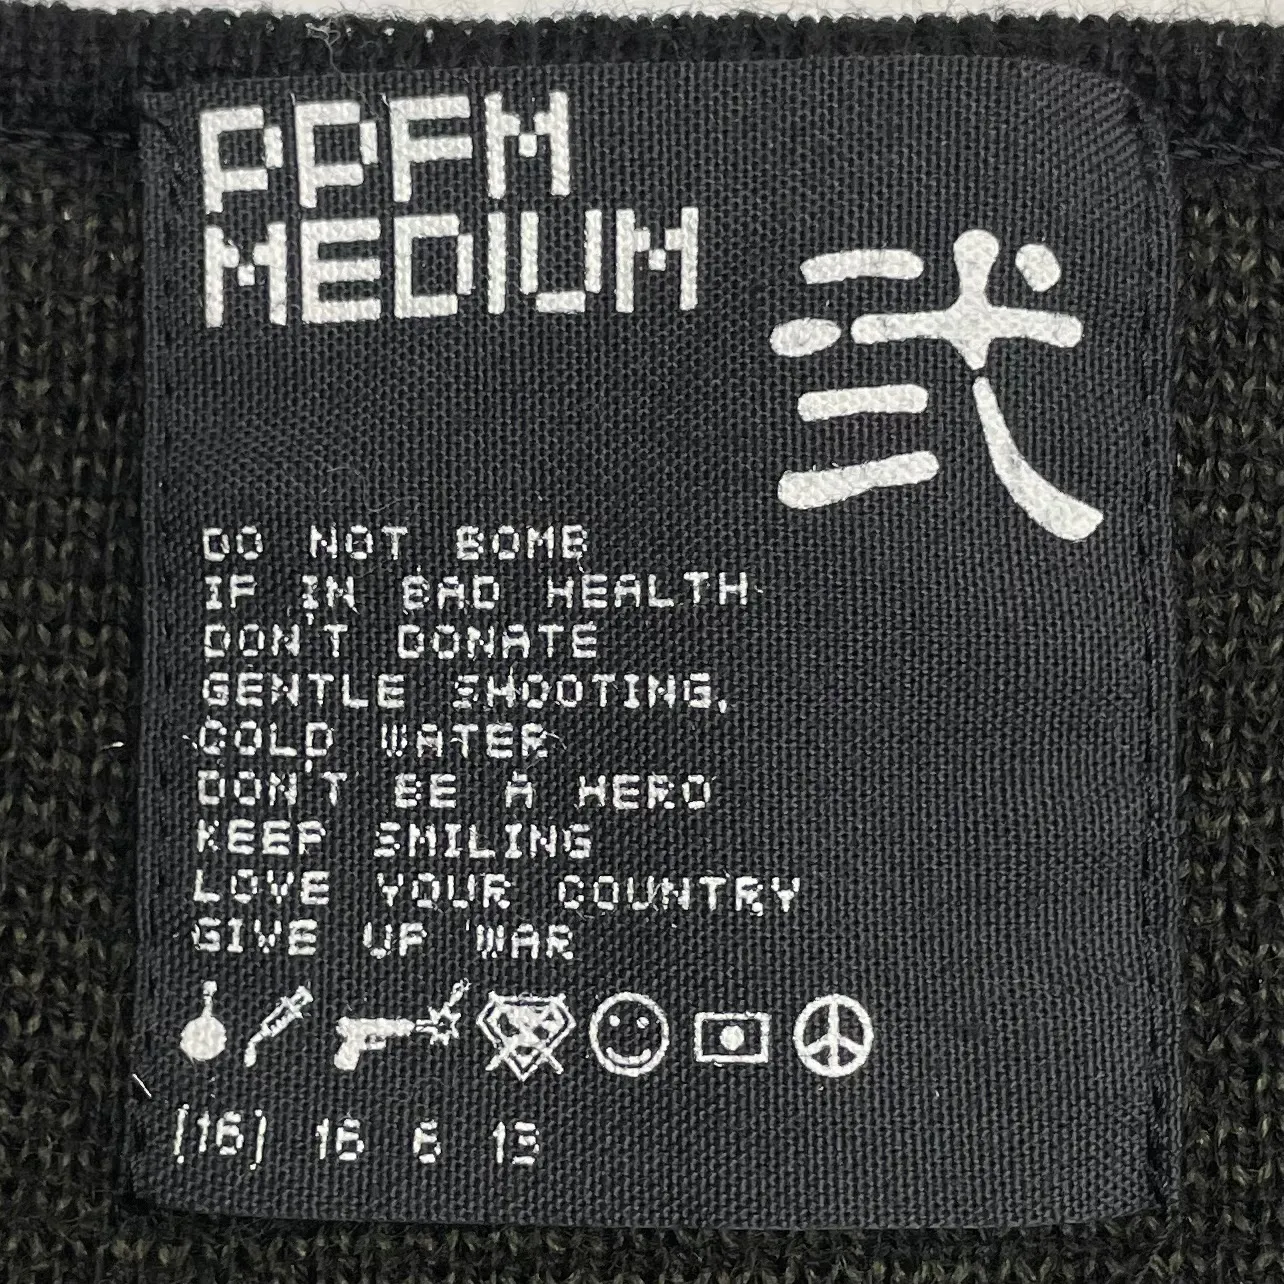 PPFM
MEDIUM
弐
DO NOT BOMB
IF IN BAD HEALTH
DON'T DONATE
GENTLE SHOOTING,
COLD WATER
DON'T BE A HERO
KEEP SMILING
LOVE YOUR COUNTRY
GIVE UP WAR
[16] 16 6 13